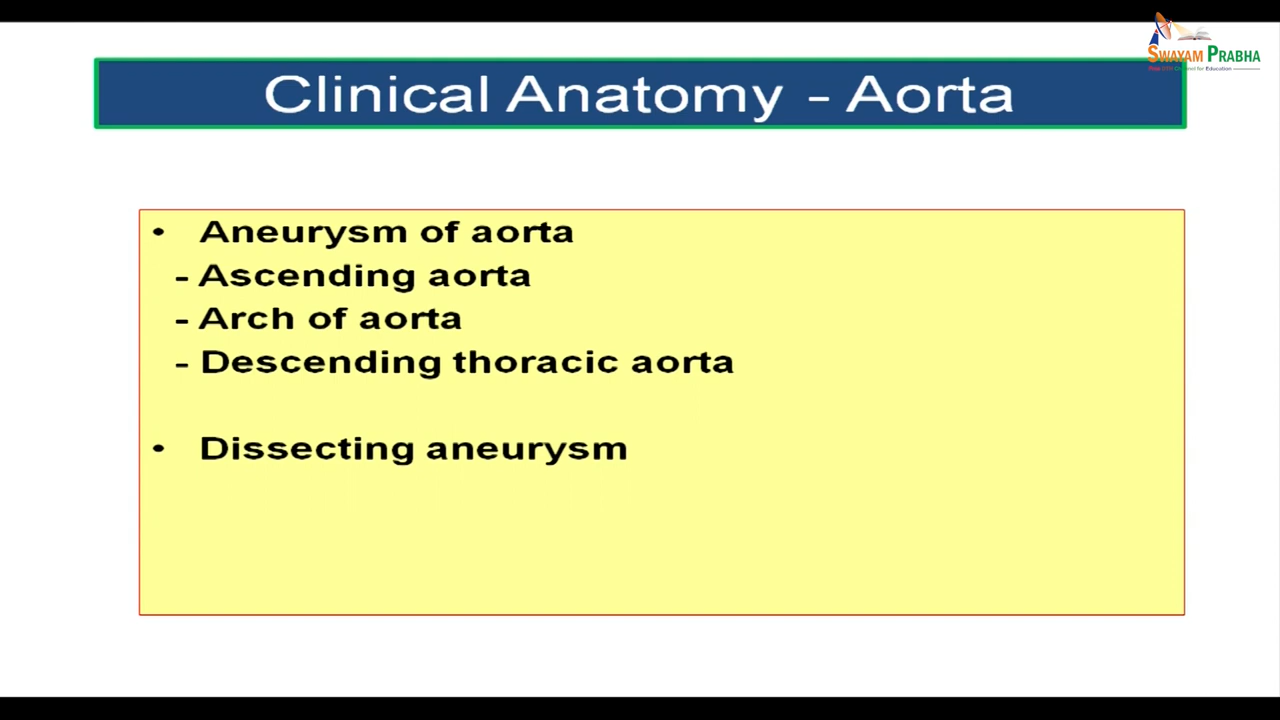 SWAYAM PRABHA
Clinical Anatomy - Aorta
• Aneurysm of aorta
- Ascending aorta
- Arch of aorta
- Descending thoracic aorta
• Dissecting aneurysm